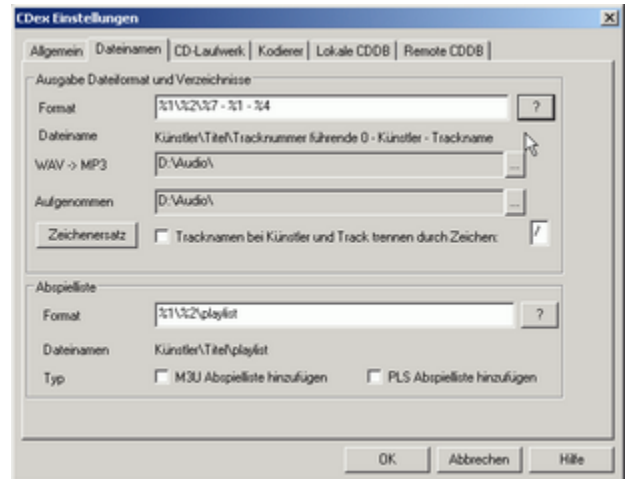 CDex Einstellungen
Allgemein Dateinamen CD-Laufwerk Kodierer Lokale CDDB Remote CDDB
Ausgabe Dateiformat und Verzeichnisse
Format %1\%2\%7 - %1 - %4 ?
Dateiname Künstler\Titel\Tracknummer führende 0 - Künstler - Trackname
WAV -> MP3 D:\Audio\ ...
Aufgenommen D:\Audio\ ...
Zeichenersatz Tracknamen bei Künstler und Track trennen durch Zeichen: /
Abspielliste
Format %1\%2\playlist ?
Dateinamen Künstler\Titel\playlist
Typ M3U Abspielliste hinzufügen PLS Abspielliste hinzufügen
OK Abbrechen Hilfe